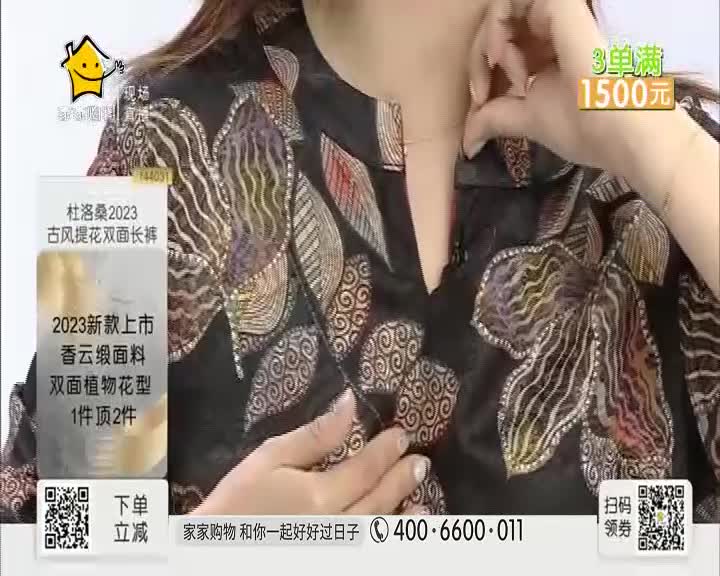 现场
直播
3单满
1500元
144031
杜洛桑2023
古风提花双面长裤
2023新款上市
香云缎面料
双面植物花型
1件顶2件
下单
立减
家家购物 和你一起好好过日子
400·6600·011
扫码
领券